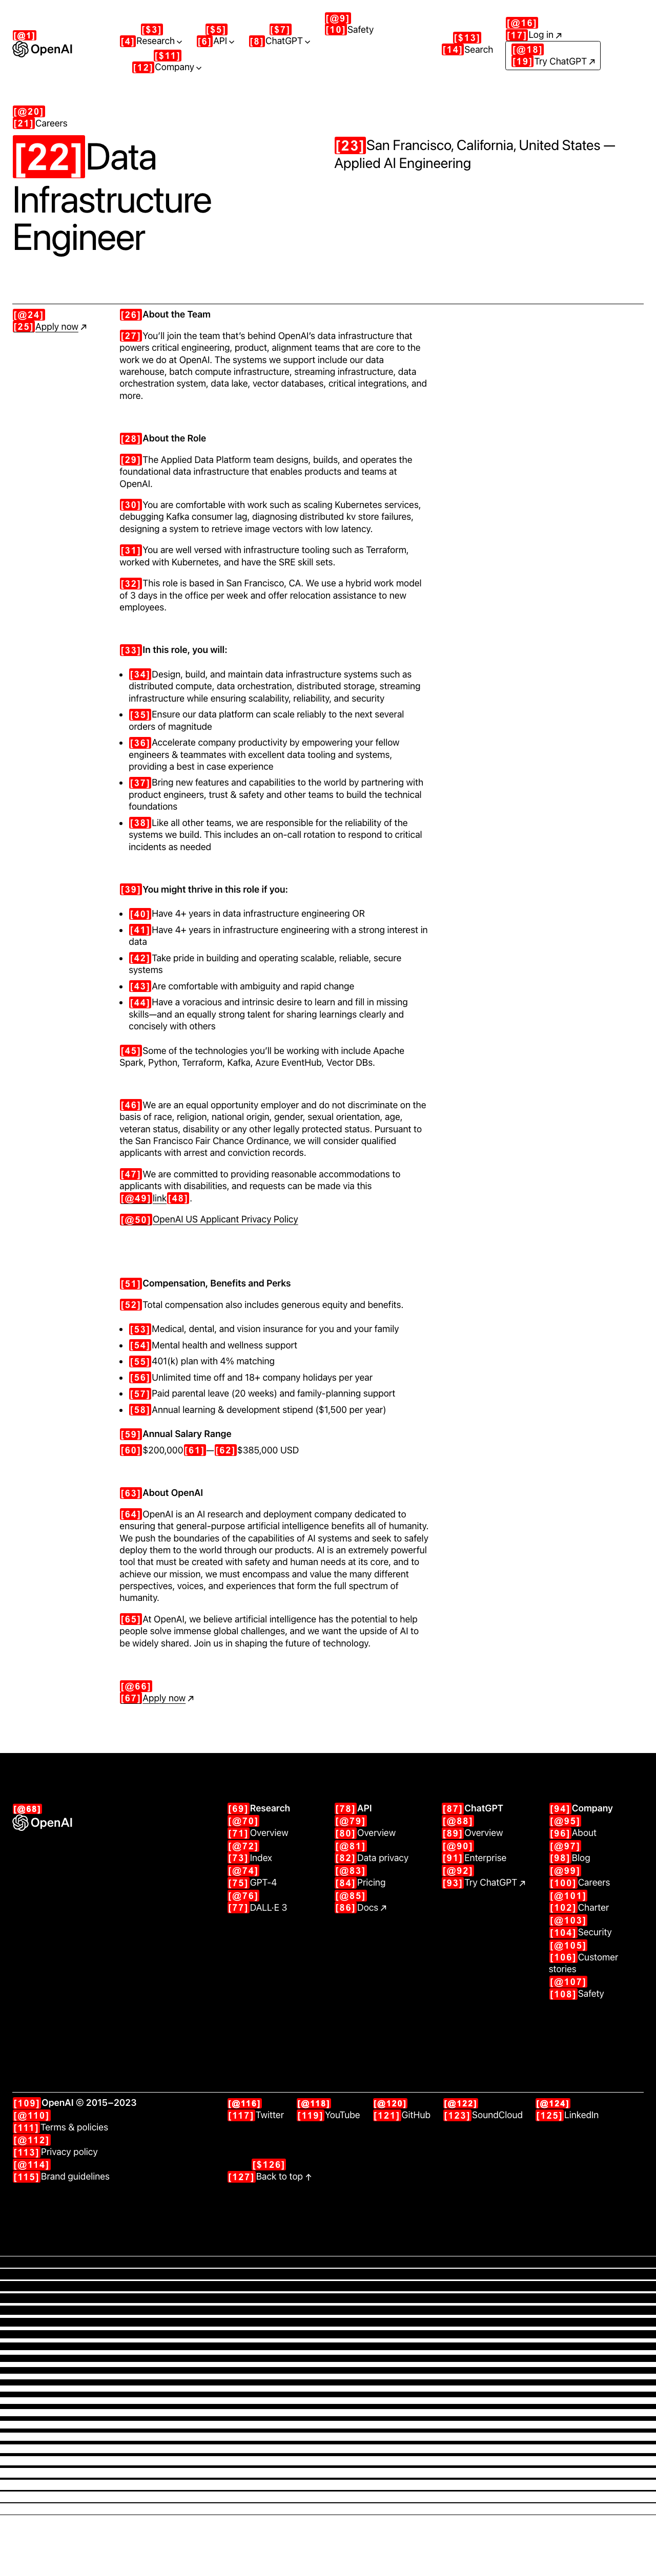 [@1]
OpenAI
[$3]
[4]Research
[$5]
[6]API
[$7]
[8]ChatGPT
[@9]
[10]Safety
[$11]
[12]Company
[$13]
[14]Search
[@16]
[17]Log in ↗
[@18]
[19]Try ChatGPT ↗
[@20]
[21]Careers
[22]Data
Infrastructure
Engineer
[23]San Francisco, California, United States —
Applied AI Engineering
[@24]
[25]Apply now ↗
[26]About the Team
[27]You’ll join the team that’s behind OpenAI’s data infrastructure that
powers critical engineering, product, alignment teams that are core to the
work we do at OpenAI. The systems we support include our data
warehouse, batch compute infrastructure, streaming infrastructure, data
orchestration system, data lake, vector databases, critical integrations, and
more.
[28]About the Role
[29]The Applied Data Platform team designs, builds, and operates the
foundational data infrastructure that enables products and teams at
OpenAI.
[30]You are comfortable with work such as scaling Kubernetes services,
debugging Kafka consumer lag, diagnosing distributed kv store failures,
designing a system to retrieve image vectors with low latency.
[31]You are well versed with infrastructure tooling such as Terraform,
worked with Kubernetes, and have the SRE skill sets.
[32]This role is based in San Francisco, CA. We use a hybrid work model
of 3 days in the office per week and offer relocation assistance to new
employees.
[33]In this role, you will:
• [34]Design, build, and maintain data infrastructure systems such as
distributed compute, data orchestration, distributed storage, streaming
infrastructure while ensuring scalability, reliability, and security
• [35]Ensure our data platform can scale reliably to the next several
orders of magnitude
• [36]Accelerate company productivity by empowering your fellow
engineers & teammates with excellent data tooling and systems,
providing a best in case experience
• [37]Bring new features and capabilities to the world by partnering with
product engineers, trust & safety and other teams to build the technical
foundations
• [38]Like all other teams, we are responsible for the reliability of the
systems we build. This includes an on-call rotation to respond to critical
incidents as needed
[39]You might thrive in this role if you:
• [40]Have 4+ years in data infrastructure engineering OR
• [41]Have 4+ years in infrastructure engineering with a strong interest in
data
• [42]Take pride in building and operating scalable, reliable, secure
systems
• [43]Are comfortable with ambiguity and rapid change
• [44]Have a voracious and intrinsic desire to learn and fill in missing
skills—and an equally strong talent for sharing learnings clearly and
concisely with others
[45]Some of the technologies you’ll be working with include Apache
Spark, Python, Terraform, Kafka, Azure EventHub, Vector DBs.
[46]We are an equal opportunity employer and do not discriminate on the
basis of race, religion, national origin, gender, sexual orientation, age,
veteran status, disability or any other legally protected status. Pursuant to
the San Francisco Fair Chance Ordinance, we will consider qualified
applicants with arrest and conviction records.
[47]We are committed to providing reasonable accommodations to
applicants with disabilities, and requests can be made via this
[@49]link[48].
[@50]OpenAI US Applicant Privacy Policy
[51]Compensation, Benefits and Perks
[52]Total compensation also includes generous equity and benefits.
• [53]Medical, dental, and vision insurance for you and your family
• [54]Mental health and wellness support
• [55]401(k) plan with 4% matching
• [56]Unlimited time off and 18+ company holidays per year
• [57]Paid parental leave (20 weeks) and family-planning support
• [58]Annual learning & development stipend ($1,500 per year)
[59]Annual Salary Range
[60]$200,000[61]—[62]$385,000 USD
[63]About OpenAI
[64]OpenAI is an AI research and deployment company dedicated to
ensuring that general-purpose artificial intelligence benefits all of humanity.
We push the boundaries of the capabilities of AI systems and seek to safely
deploy them to the world through our products. AI is an extremely powerful
tool that must be created with safety and human needs at its core, and to
achieve our mission, we must encompass and value the many different
perspectives, voices, and experiences that form the full spectrum of
humanity.
[65]At OpenAI, we believe artificial intelligence has the potential to help
people solve immense global challenges, and we want the upside of AI to
be widely shared. Join us in shaping the future of technology.
[@66]
[67]Apply now ↗
[@68]
OpenAI
[69]Research
[@70]
[71]Overview
[@72]
[73]Index
[@74]
[75]GPT-4
[@76]
[77]DALL·E 3
[78]API
[@79]
[80]Overview
[@81]
[82]Data privacy
[@83]
[84]Pricing
[@85]
[86]Docs ↗
[87]ChatGPT
[@88]
[89]Overview
[@90]
[91]Enterprise
[@92]
[93]Try ChatGPT ↗
[94]Company
[@95]
[96]About
[@97]
[98]Blog
[@99]
[100]Careers
[@101]
[102]Charter
[@103]
[104]Security
[@105]
[106]Customer
stories
[@107]
[108]Safety
[109]OpenAI © 2015–2023
[@110]
[111]Terms & policies
[@112]
[113]Privacy policy
[@114]
[115]Brand guidelines
[@116]
[117]Twitter
[@118]
[119]YouTube
[@120]
[121]GitHub
[@122]
[123]SoundCloud
[@124]
[125]LinkedIn
[$126]
[127]Back to top ↑